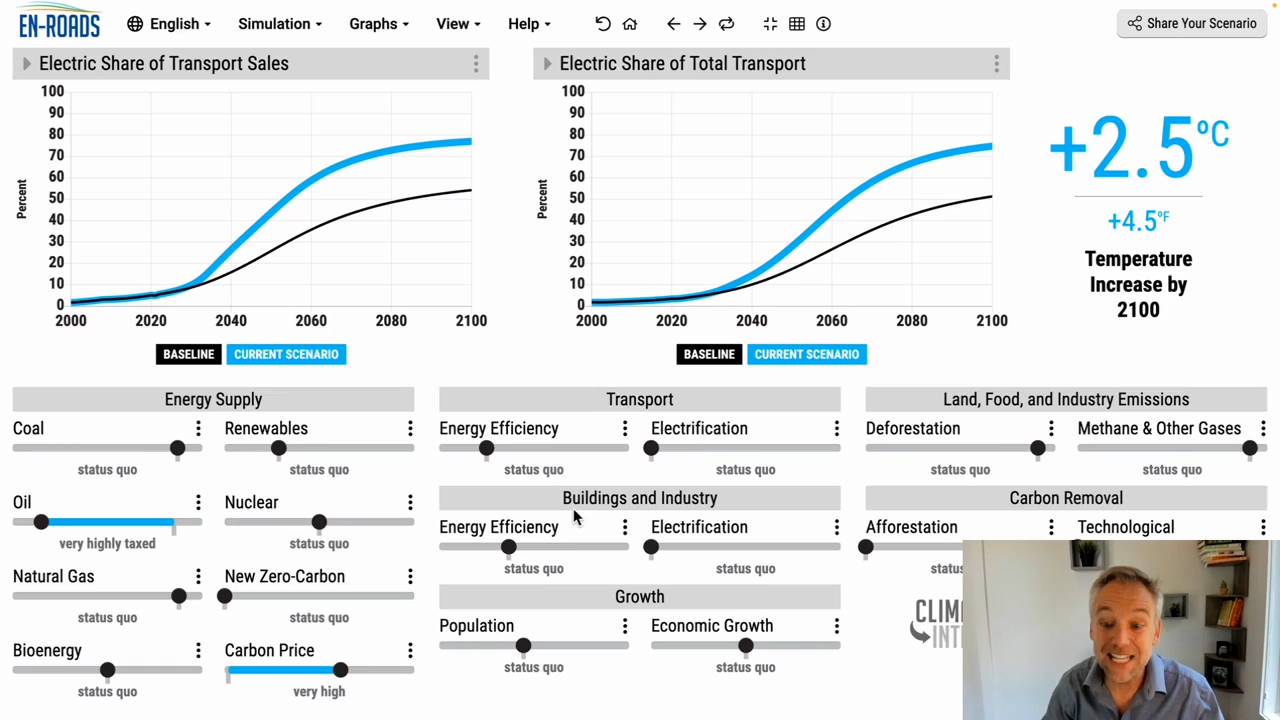 EN-ROADS
English
Simulation
Graphs
View
Help
Share Your Scenario
Electric Share of Transport Sales
Percent
100
90
80
70
60
50
40
30
20
10
0
2000 2020 2040 2060 2080 2100
BASELINE CURRENT SCENARIO
Electric Share of Total Transport
Percent
100
90
80
70
60
50
40
30
20
10
0
2000 2020 2040 2060 2080 2100
BASELINE CURRENT SCENARIO
+2.5°C
+4.5°F
Temperature
Increase by
2100
Energy Supply
Coal
status quo
Renewables
status quo
Oil
very highly taxed
Nuclear
status quo
Natural Gas
status quo
New Zero-Carbon
status quo
Bioenergy
status quo
Carbon Price
very high
Transport
Energy Efficiency
status quo
Electrification
status quo
Buildings and Industry
Energy Efficiency
status quo
Electrification
status quo
Growth
Population
status quo
Economic Growth
status quo
Land, Food, and Industry Emissions
Deforestation
status quo
Methane & Other Gases
status quo
Carbon Removal
Afforestation
Technological